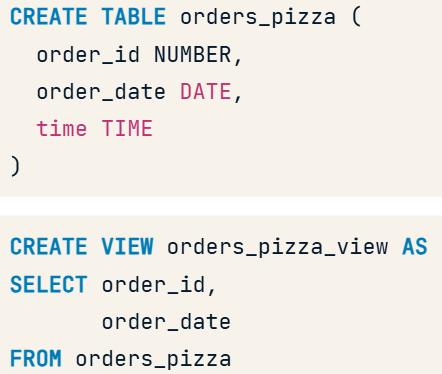 CREATE TABLE orders_pizza (
order_id NUMBER,
order_date DATE,
time TIME
)
CREATE VIEW orders_pizza_view AS
SELECT order_id,
order_date
FROM orders_pizza